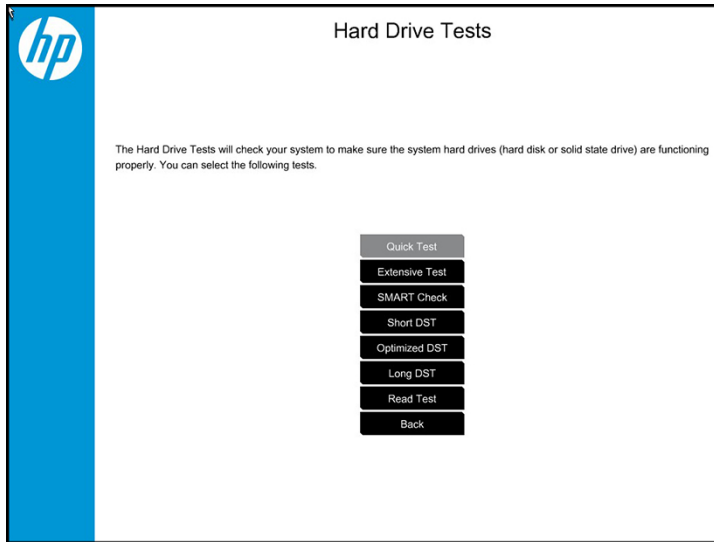 hp
Hard Drive Tests
The Hard Drive Tests will check your system to make sure the system hard drives (hard disk or solid state drive) are functioning
properly. You can select the following tests.
Quick Test
Extensive Test
SMART Check
Short DST
Optimized DST
Long DST
Read Test
Back